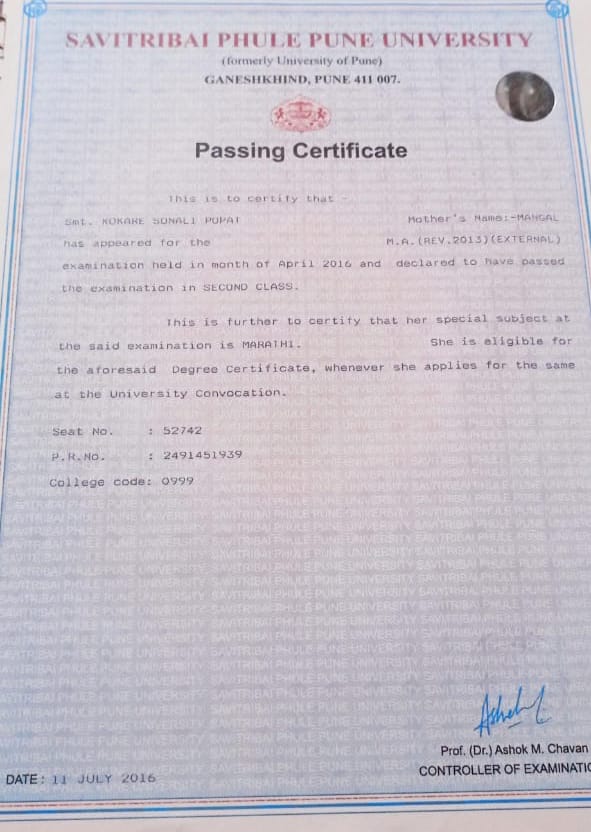 SAVITRIBAI PHULE PUNE UNIVERSITY
(formerly University of Pune)
GANESHKHIND, PUNE 411 007.
Passing Certificate
This is to certify that -
Smt. KOKARE SONALI POPAT Mother's Name:-MANGAL
has appeared for the M.A.(REV.2013)(EXTERNAL)
examination held in month of April 2016 and declared to have passed
the examination in SECOND CLASS.
This is further to certify that her special subject at
the said examination is MARATHI. She is eligible for
the aforesaid Degree Certificate, whenever she applies for the same
at the University Convocation.
Seat No. : 52742
P.R.No. : 2491451939
College code: 0999
Prof. (Dr.) Ashok M. Chavan
DATE : 11 JULY 2016 CONTROLLER OF EXAMINATIO